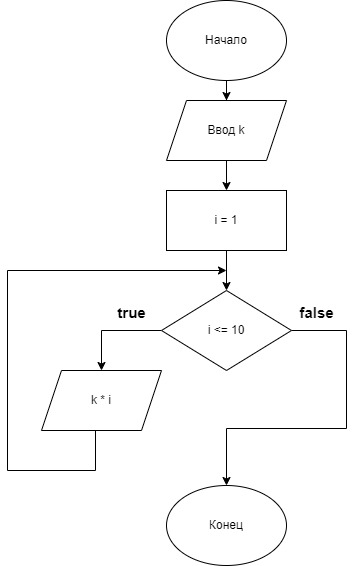 Начало
Ввод k
i = 1
i <= 10
true
false
k * i
Конец